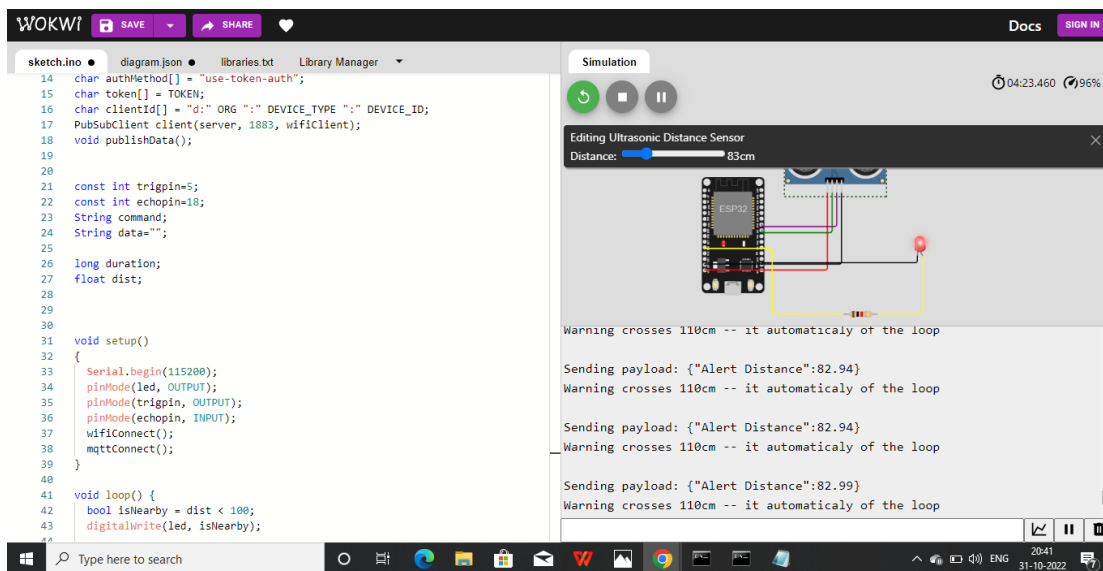 WOKWI SAVE SHARE Docs SIGN IN
sketch.ino ● diagram.json ● libraries.txt Library Manager
14 char authMethod[] = "use-token-auth";
15 char token[] = TOKEN;
16 char clientId[] = "d:" ORG ":" DEVICE_TYPE ":" DEVICE_ID;
17 PubSubClient client(server, 1883, wifiClient);
18 void publishData();
19
20
21 const int trigpin=5;
22 const int echopin=18;
23 String command;
24 String data="";
25
26 long duration;
27 float dist;
28
29
30
31 void setup()
32 {
33 Serial.begin(115200);
34 pinMode(led, OUTPUT);
35 pinMode(trigpin, OUTPUT);
36 pinMode(echopin, INPUT);
37 wifiConnect();
38 mqttConnect();
39 }
40
41 void loop() {
42 bool isNearby = dist < 100;
43 digitalWrite(led, isNearby);
44
Simulation
04:23.460 96%
Editing Ultrasonic Distance Sensor
Distance: 83cm
ESP32
Warning crosses 110cm -- it automaticaly of the loop
Sending payload: {"Alert Distance":82.94}
Warning crosses 110cm -- it automaticaly of the loop
Sending payload: {"Alert Distance":82.94}
Warning crosses 110cm -- it automaticaly of the loop
Sending payload: {"Alert Distance":82.99}
Warning crosses 110cm -- it automaticaly of the loop
Type here to search
ENG
20:41
31-10-2022
7